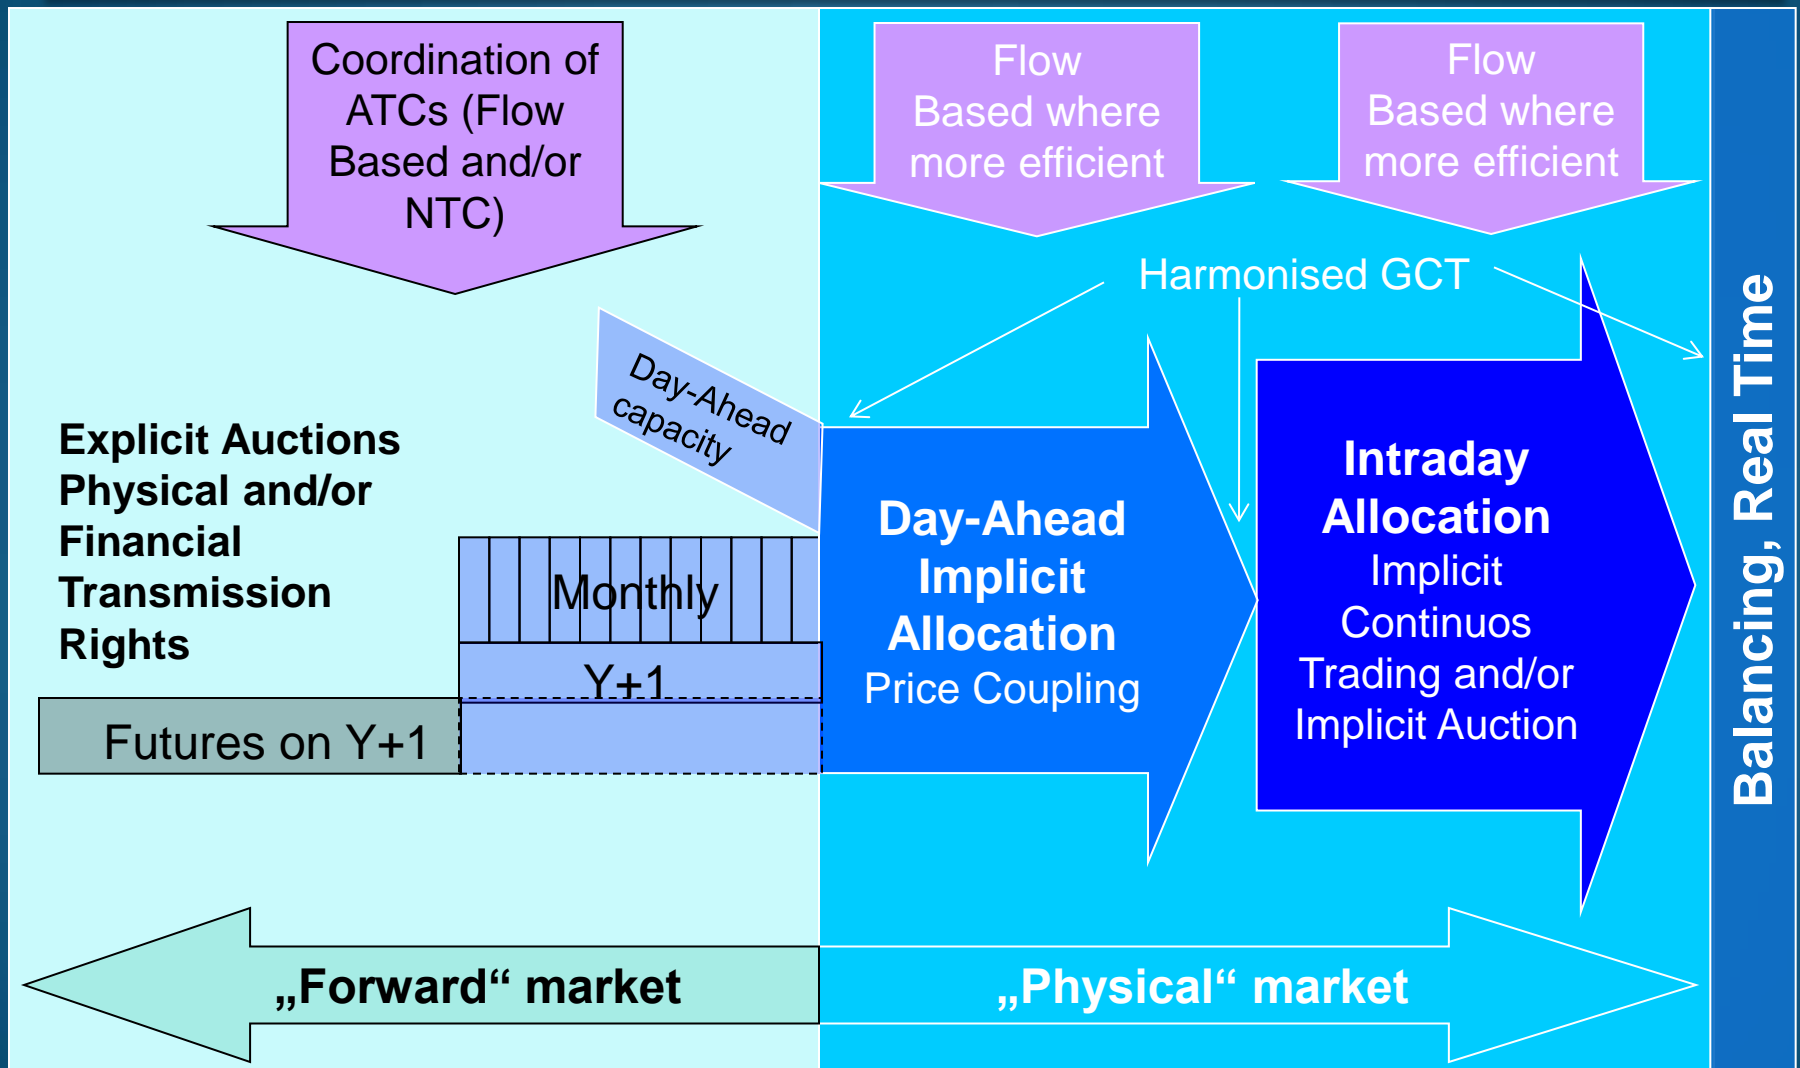 Coordination of
ATCs (Flow
Based and/or
NTC)
Flow
Based where
more efficient
Flow
Based where
more efficient
Harmonised GCT
Day-Ahead
capacity
Explicit Auctions
Physical and/or
Financial
Transmission
Rights
Monthly
Y+1
Futures on Y+1
Day-Ahead
Implicit
Allocation
Price Coupling
Intraday
Allocation
Implicit
Continuos
Trading and/or
Implicit Auction
Balancing, Real Time
„Forward“ market
„Physical“ market